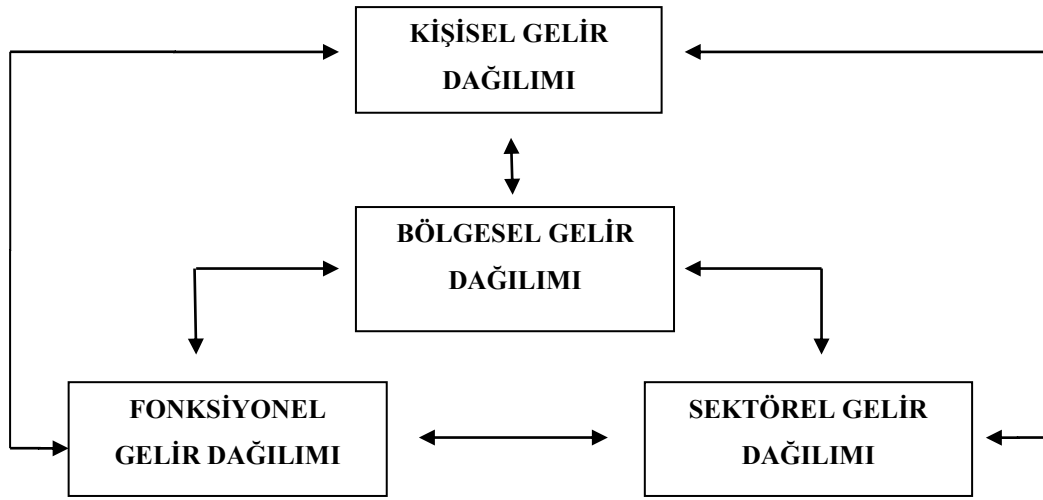 KİŞİSEL GELİR
DAĞILIMI
BÖLGESEL GELİR
DAĞILIMI
FONKSİYONEL
GELİR DAĞILIMI
SEKTÖREL GELİR
DAĞILIMI